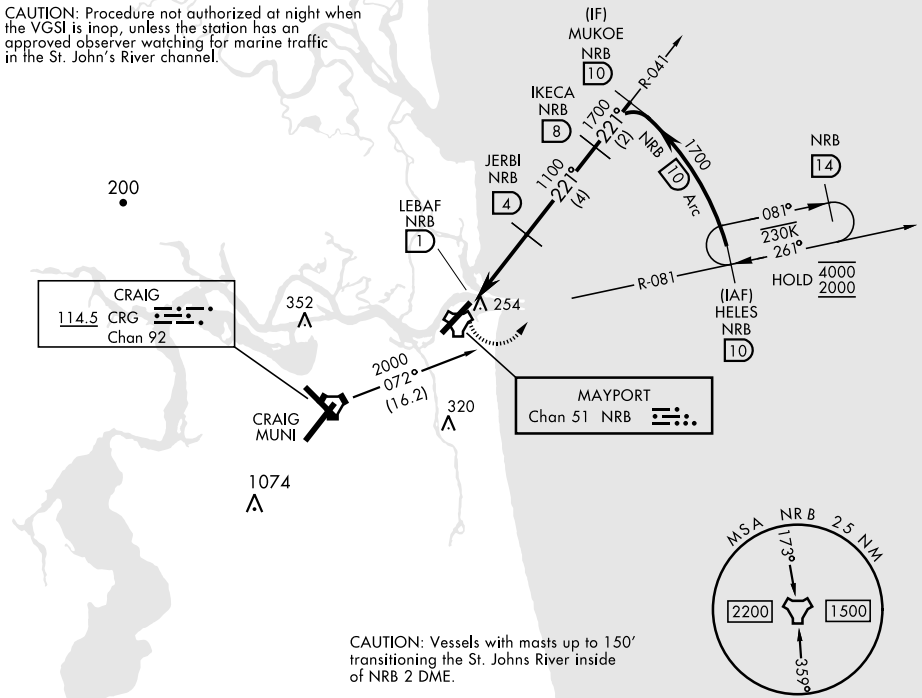 CAUTION: Procedure not authorized at night when
the VGSI is inop, unless the station has an
approved observer watching for marine traffic
in the St. John's River channel.
(IF)
MUKOE
NRB
10
R-041
IKECA
NRB
8
1700
221°
(2)
NRB 10 Arc
1700
NRB
14
JERBI
NRB
4
1100
221°
(4)
081°
230K
261°
R-081
HOLD 4000
2000
(IAF)
HELES
NRB
10
200
LEBAF
NRB
1
254
CRAIG
114.5 CRG
Chan 92
352
2000
072°
(16.2)
CRAIG
MUNI
320
MAYPORT
Chan 51 NRB
1074
MSA NRB 25 NM
173°
2200
1500
359°
CAUTION: Vessels with masts up to 150'
transitioning the St. Johns River inside
of NRB 2 DME.